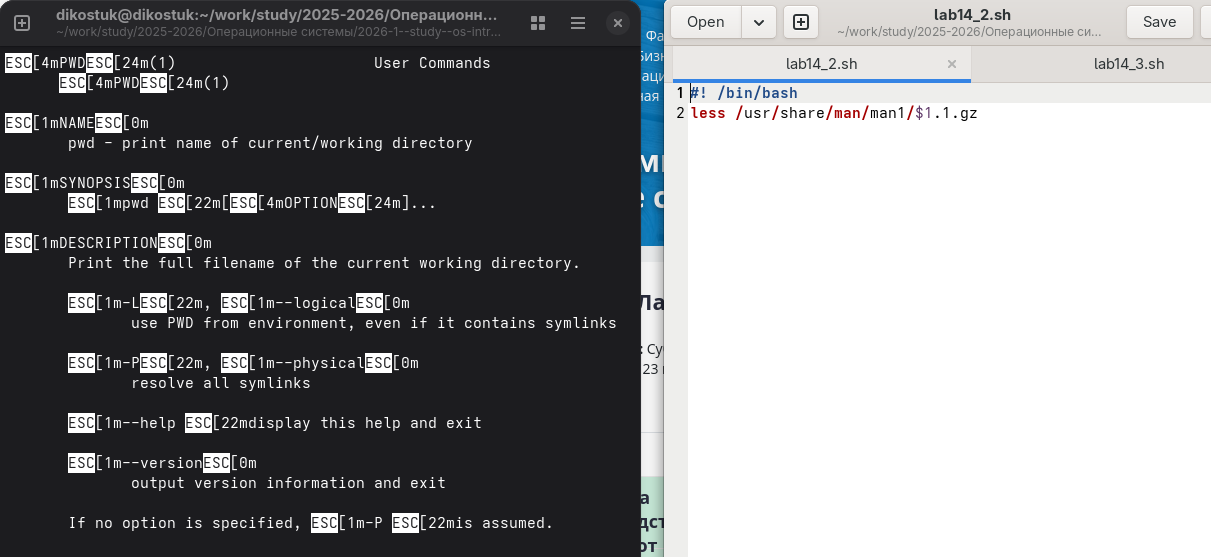 dikostuk@dikostuk:~/work/study/2025-2026/Операционн...
~/work/study/2025-2026/Операционные системы/2026-1--study--os-intr...
ESC[4mPWDESC[24m(1) User Commands
ESC[4mPWDESC[24m(1)
ESC[1mNAMEESC[0m
pwd - print name of current/working directory
ESC[1mSYNOPSISESC[0m
ESC[1mpwd ESC[22m[ESC[4mOPTIONESC[24m]...
ESC[1mDESCRIPTIONESC[0m
Print the full filename of the current working directory.
ESC[1m-LESC[22m, ESC[1m--logicalESC[0m
use PWD from environment, even if it contains symlinks
ESC[1m-PESC[22m, ESC[1m--physicalESC[0m
resolve all symlinks
ESC[1m--help ESC[22mdisplay this help and exit
ESC[1m--versionESC[0m
output version information and exit
If no option is specified, ESC[1m-P ESC[22mis assumed.
Open
lab14_2.sh
~/work/study/2025-2026/Операционные си...
Save
lab14_2.sh
lab14_3.sh
1 #! /bin/bash
2 less /usr/share/man/man1/$1.1.gz
23